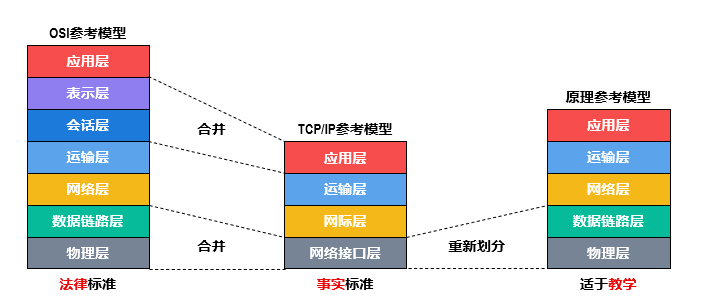 OSI参考模型
应用层
表示层
会话层
运输层
网络层
数据链路层
物理层
法律标准
合并
合并
TCP/IP参考模型
应用层
运输层
网际层
网络接口层
事实标准
重新划分
原理参考模型
应用层
运输层
网络层
数据链路层
物理层
适于教学